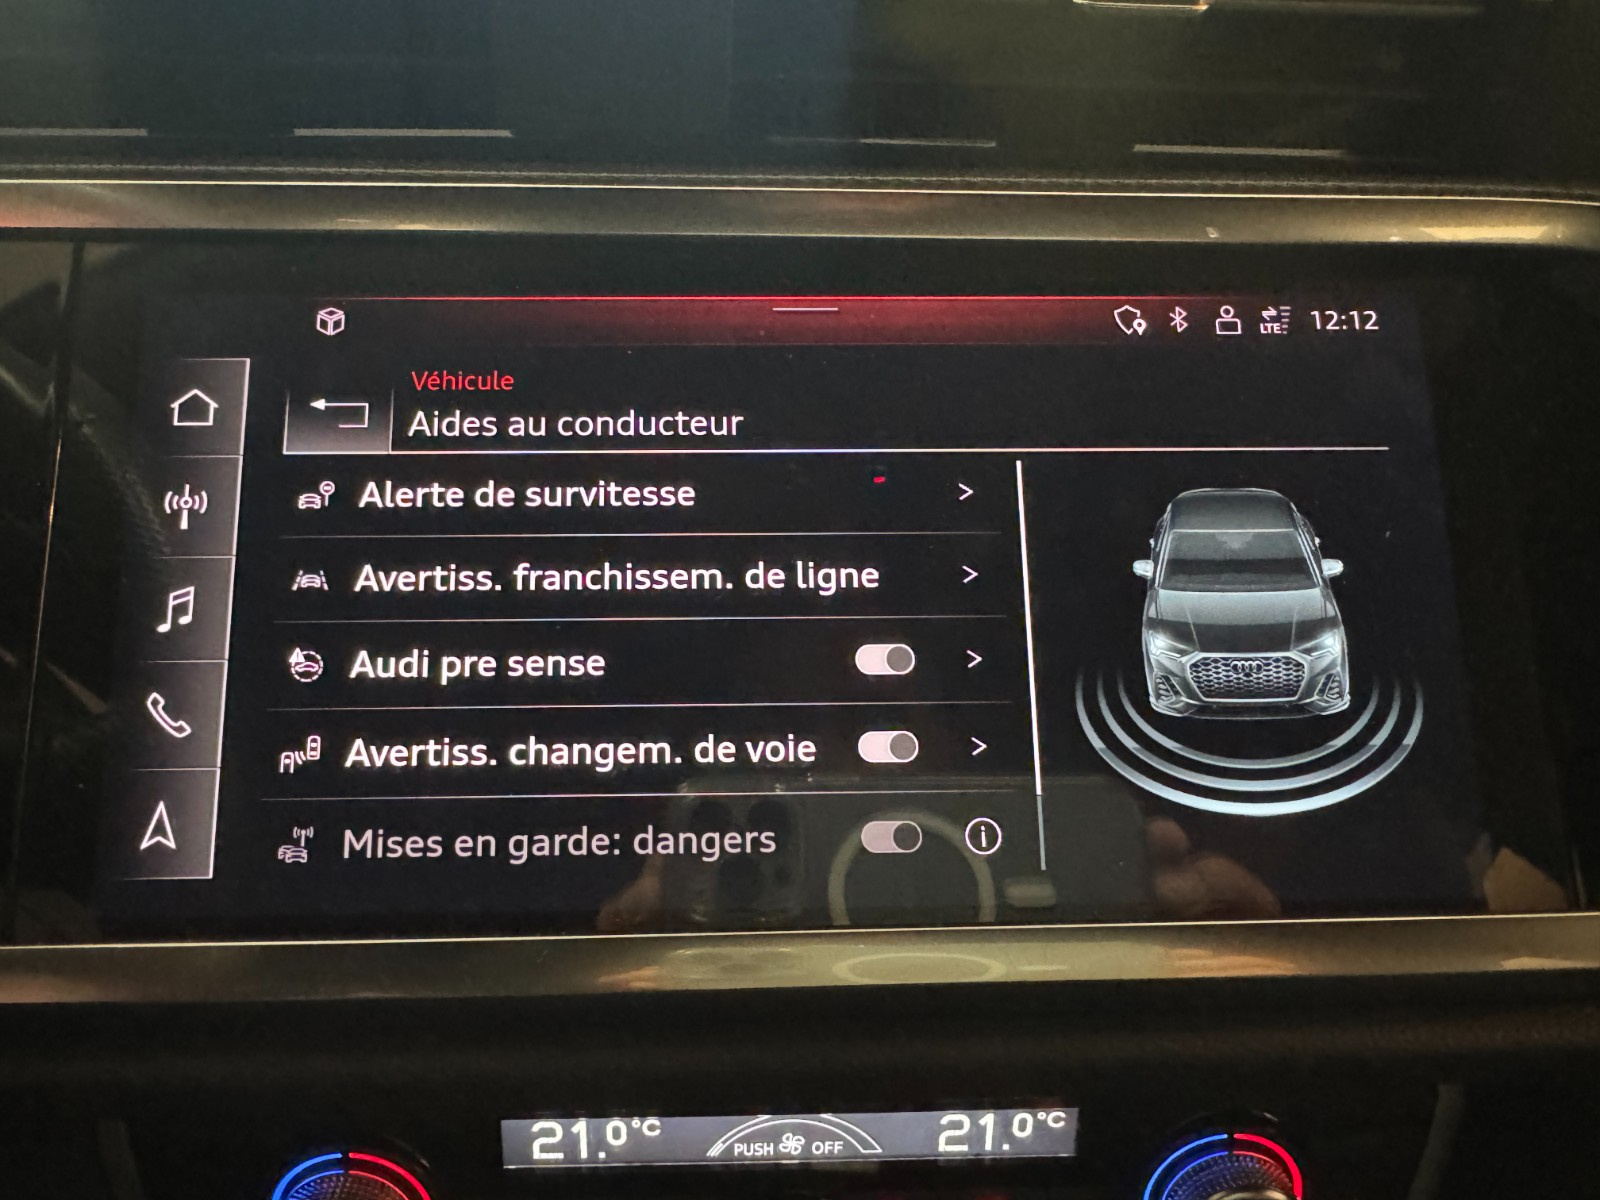 LTE
12:12
Véhicule
Aides au conducteur
Alerte de survitesse
Avertiss. franchissem. de ligne
Audi pre sense
Avertiss. changem. de voie
Mises en garde: dangers
21.0°C
PUSH OFF
21.0°C